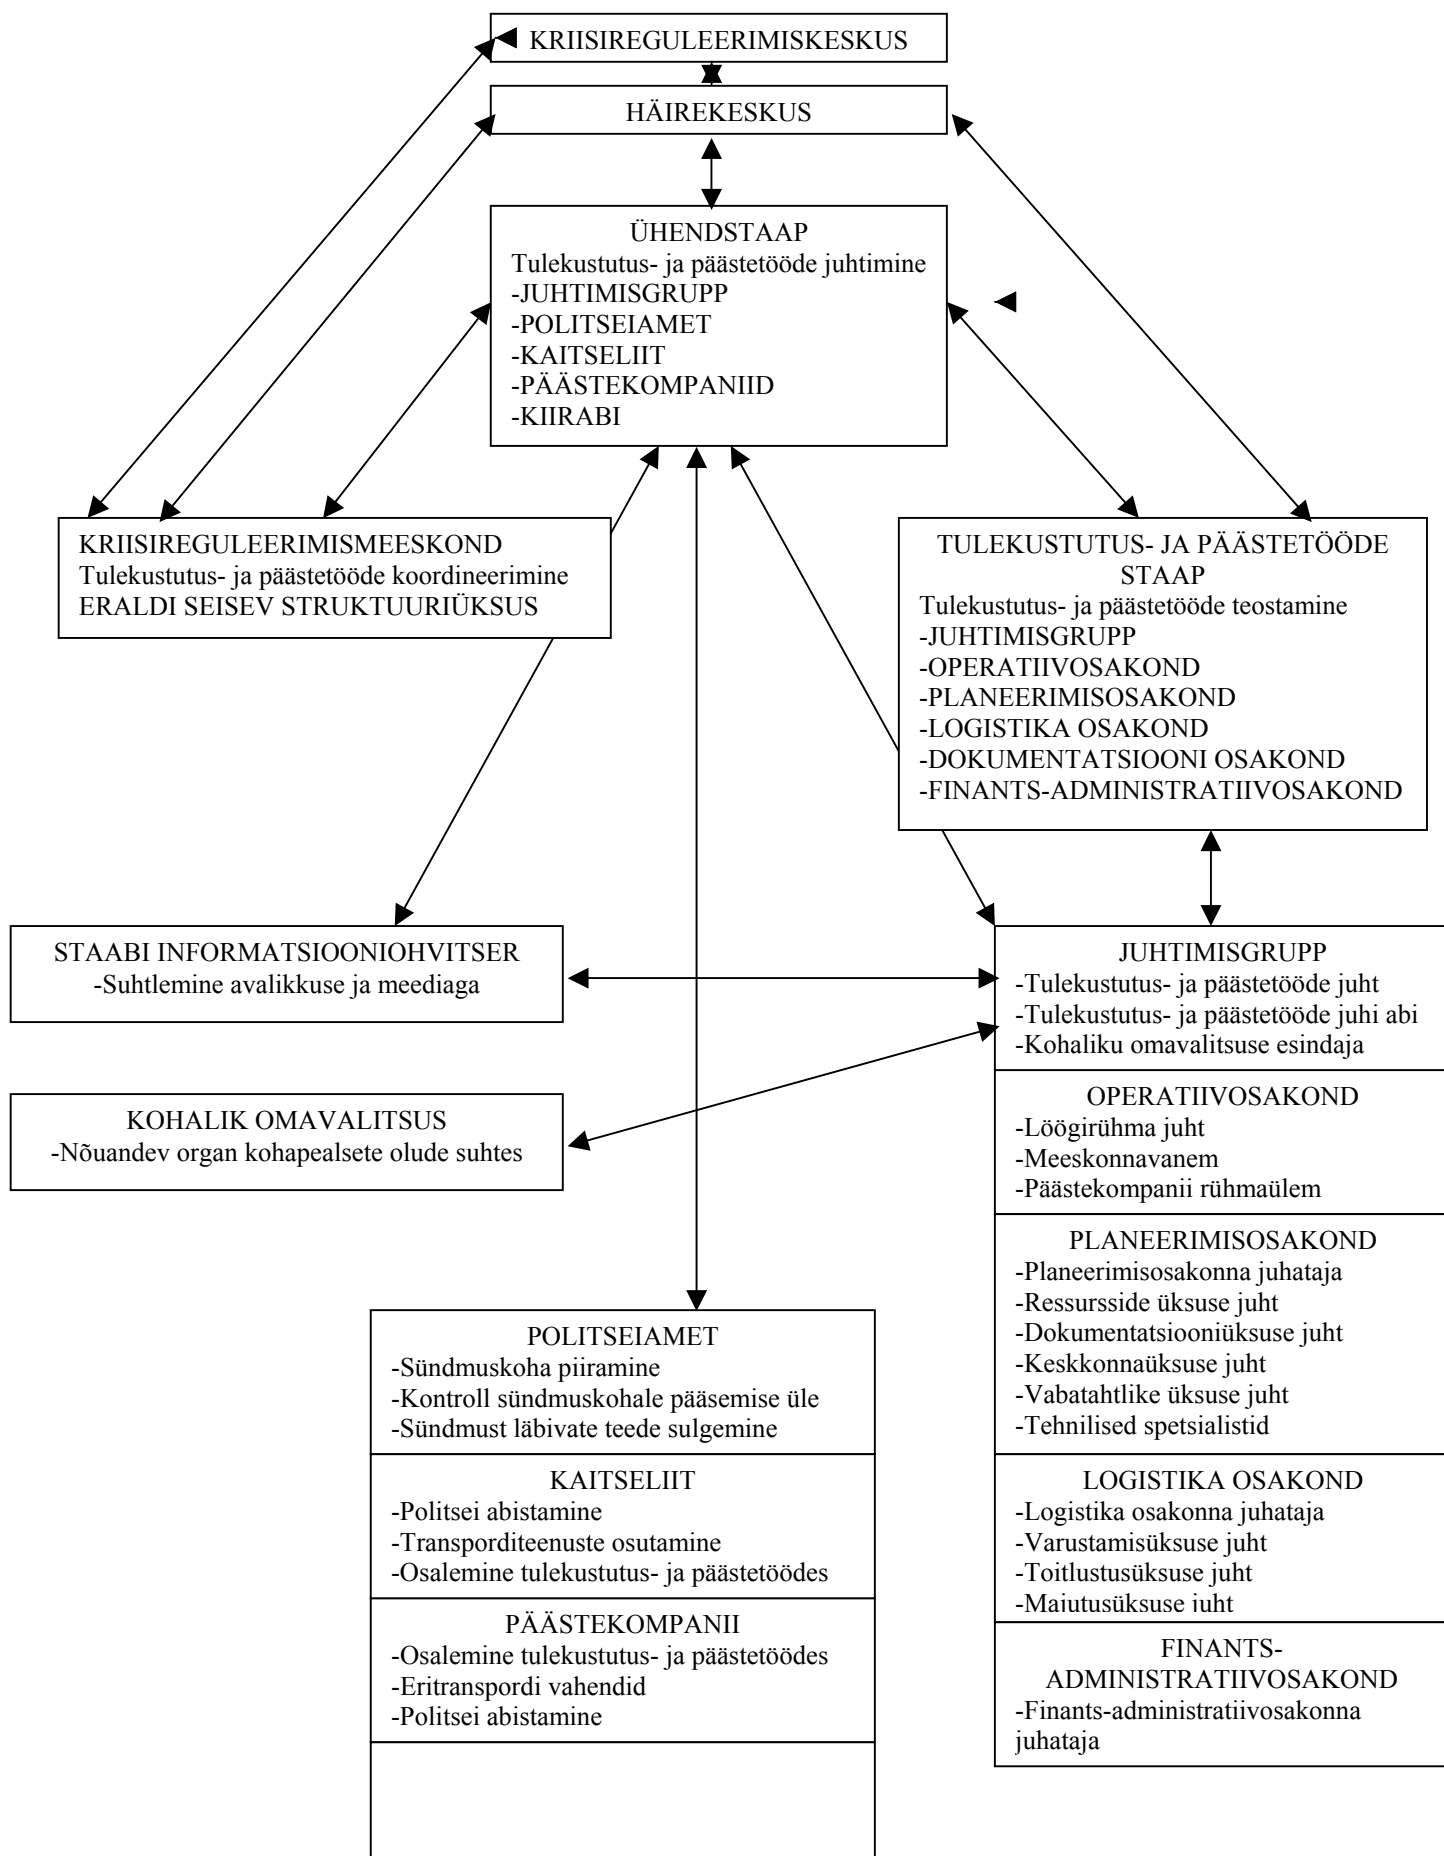 KRIISIREGULEERIMISKESKUS
HÄIREKESKUS
ÜHENDSTAAP
Tulekustutus- ja päästetööde juhtimine
-JUHTIMISGRUPP
-POLITSEIAMET
-KAITSELIIT
-PÄÄSTEKOMPANIID
-KIIRABI
KRIISIREGULEERIMISMEESKOND
Tulekustutus- ja päästetööde koordineerimine
ERALDI SEISEV STRUKTUURIÜKSUS
TULEKUSTUTUS- JA PÄÄSTETÖÖDE
STAAP
Tulekustutus- ja päästetööde teostamine
-JUHTIMISGRUPP
-OPERATIIVOSAKOND
-PLANEERIMISOSAKOND
-LOGISTIKA OSAKOND
-DOKUMENTATSIOONI OSAKOND
-FINANTS-ADMINISTRATIIVOSAKOND
STAABI INFORMATSIOONIOHVITSER
-Suhtlemine avalikkuse ja meediaga
KOHALIK OMAVALITSUS
-Nõuandev organ kohapealsete olude suhtes
JUHTIMISGRUPP
-Tulekustutus- ja päästetööde juht
-Tulekustutus- ja päästetööde juhi abi
-Kohaliku omavalitsuse esindaja
OPERATIIVOSAKOND
-Löögirühma juht
-Meeskonnavanem
-Päästekompanii rühmaülem
PLANEERIMISOSAKOND
-Planeerimisosakonna juhataja
-Ressursside üksuse juht
-Dokumentatsiooniüksuse juht
-Keskkonnaüksuse juht
-Vabatahtlike üksuse juht
-Tehnilised spetsialistid
LOGISTIKA OSAKOND
-Logistika osakonna juhataja
-Varustamisüksuse juht
-Toitlustusüksuse juht
-Majutusüksuse juht
FINANTS-
ADMINISTRATIIVOSAKOND
-Finants-administratiivosakonna
juhataja
POLITSEIAMET
-Sündmuskoha piiramine
-Kontroll sündmuskohale pääsemise üle
-Sündmust läbivate teede sulgemine
KAITSELIIT
-Politsei abistamine
-Transporditeenuste osutamine
-Osalemine tulekustutus- ja päästetöödes
PÄÄSTEKOMPANII
-Osalemine tulekustutus- ja päästetöödes
-Eritranspordi vahendid
-Politsei abistamine